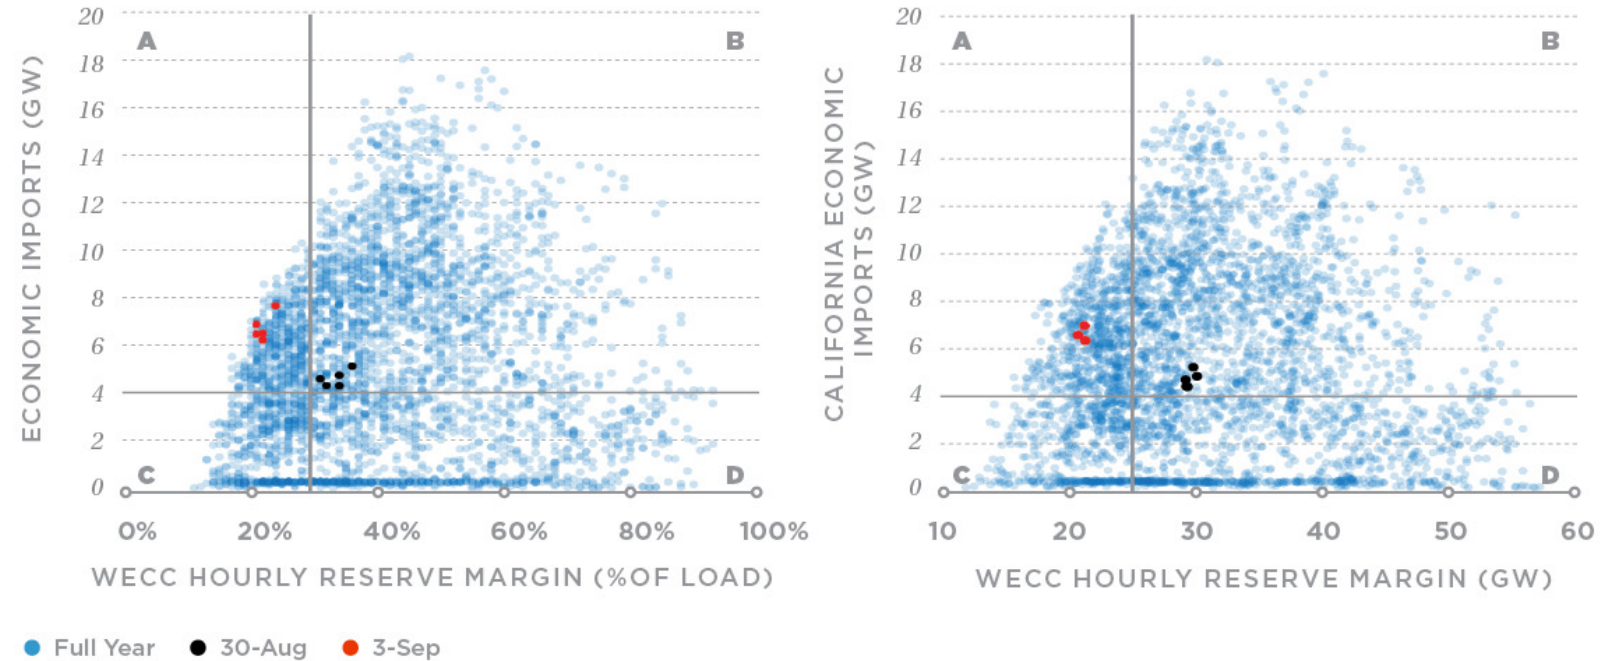 ECONOMIC IMPORTS (GW)
20
18
16
14
12
10
8
6
4
2
0
A
B
C
D
0%
20%
40%
60%
80%
100%
WECC HOURLY RESERVE MARGIN (%OF LOAD)
CALIFORNIA ECONOMIC
IMPORTS (GW)
20
18
16
14
12
10
8
6
4
2
0
A
B
C
D
10
20
30
40
50
60
WECC HOURLY RESERVE MARGIN (GW)
Full Year
30-Aug
3-Sep